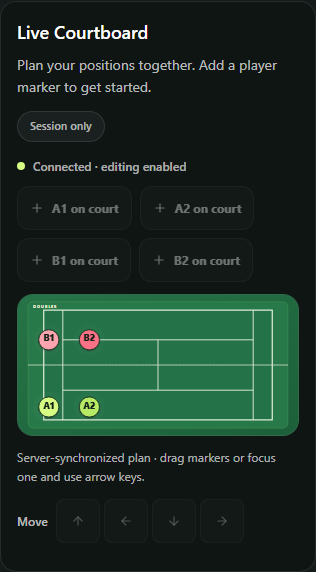 Live Courtboard
Plan your positions together. Add a player
marker to get started.
Session only
Connected · editing enabled
+ A1 on court
+ A2 on court
+ B1 on court
+ B2 on court
DOUBLES
B1
B2
A1
A2
Server-synchronized plan · drag markers or focus
one and use arrow keys.
Move ↑ ← ↓ →